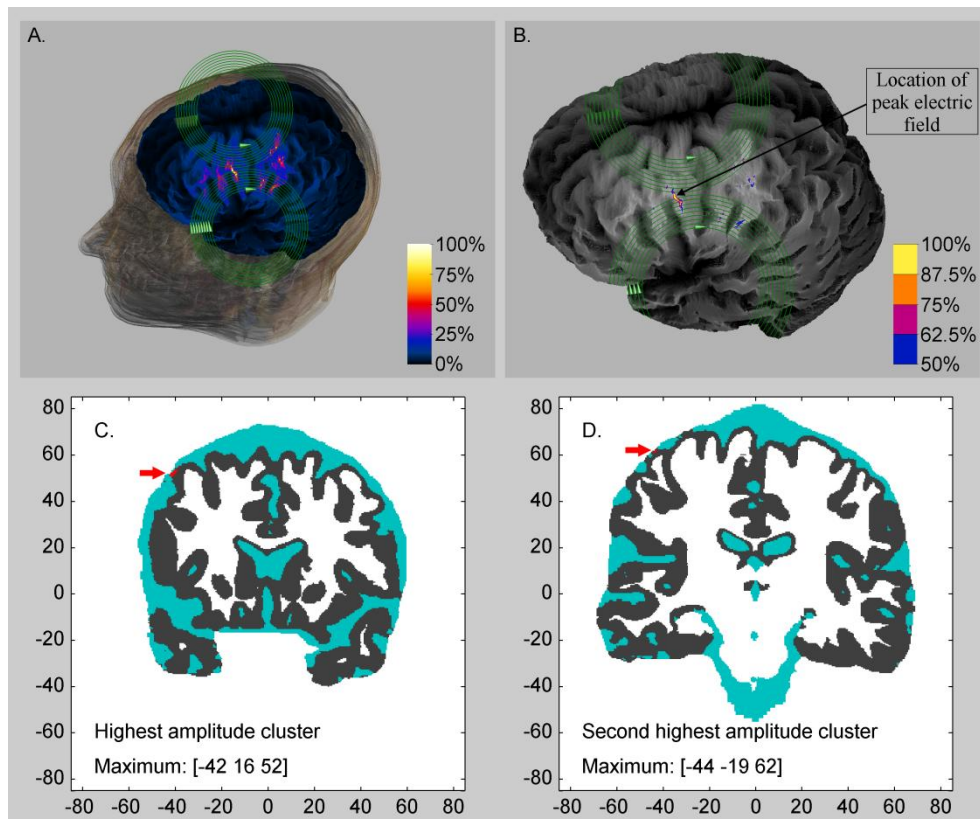 A.
100%
75%
50%
25%
0%
B.
Location of
peak electric
field
100%
87.5%
75%
62.5%
50%
C.
80
60
40
20
0
-20
-40
-60
-80
-80 -60 -40 -20 0 20 40 60 80
Highest amplitude cluster
Maximum: [-42 16 52]
D.
80
60
40
20
0
-20
-40
-60
-80
-80 -60 -40 -20 0 20 40 60 80
Second highest amplitude cluster
Maximum: [-44 -19 62]